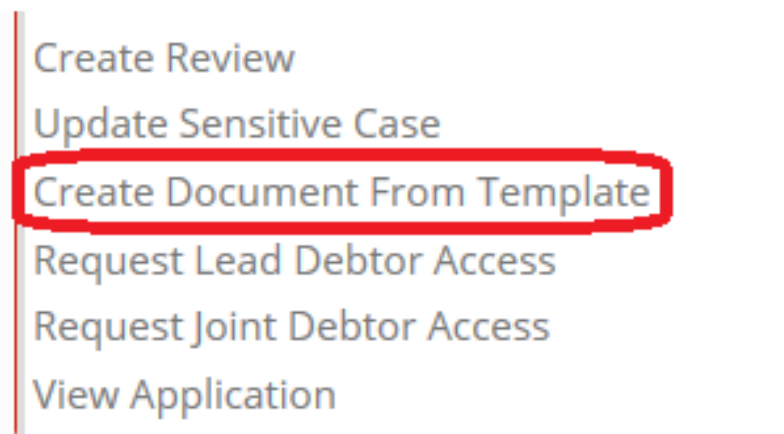 Create Review
Update Sensitive Case
Create Document From Template
Request Lead Debtor Access
Request Joint Debtor Access
View Application